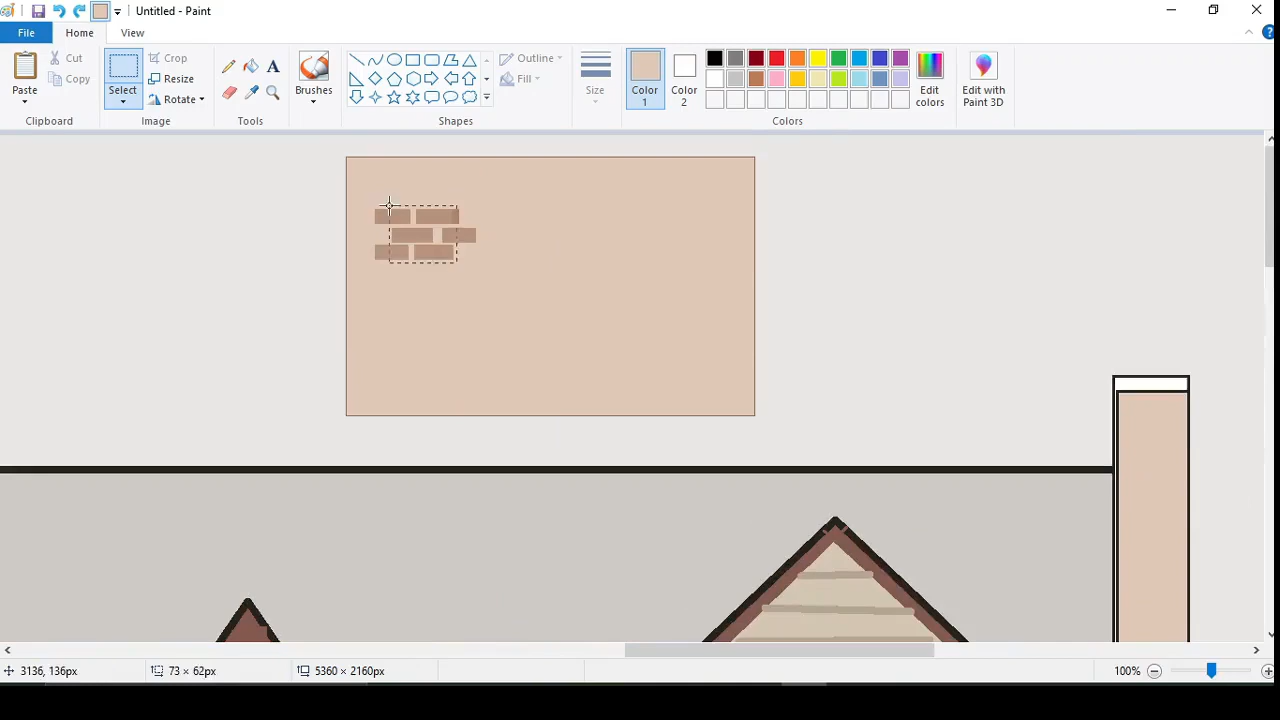 Untitled - Paint
File Home View
Paste
Cut
Copy
Clipboard
Select
Crop
Resize
Rotate
Image
A
Tools
Brushes
Outline
Fill
Shapes
Size
Color 1
Color 2
Edit colors
Colors
Edit with Paint 3D
3136, 136px
73 × 62px
5360 × 2160px
100%